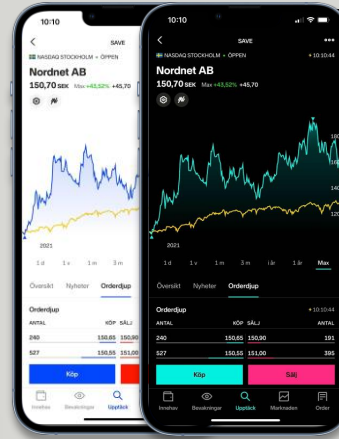 10:10
SAVE
NASDAQ STOCKHOLM • ÖPPEN
Nordnet AB
150,70 SEK Max +43,52% +45,70
2021
1 d 1 v 1 m 3 m
Översikt Nyheter Orderdjup
Orderdjup
ANTAL KÖP SÄLJ
240 150,65 150,90
527 150,55 151,00
Köp
Innehav Bevakningar Upptäck
10:10
SAVE
NASDAQ STOCKHOLM • ÖPPEN 10:10:44
Nordnet AB
150,70 SEK Max +43,52% +45,70
180
160
140
120
2021
1 d 1 v 1 m 3 m i år 1 år Max
Översikt Nyheter Orderdjup
Orderdjup 10:10:44
ANTAL KÖP SÄLJ ANTAL
240 150,65 150,90 191
527 150,55 151,00 395
Köp Sälj
Innehav Bevakningar Upptäck Marknaden Order